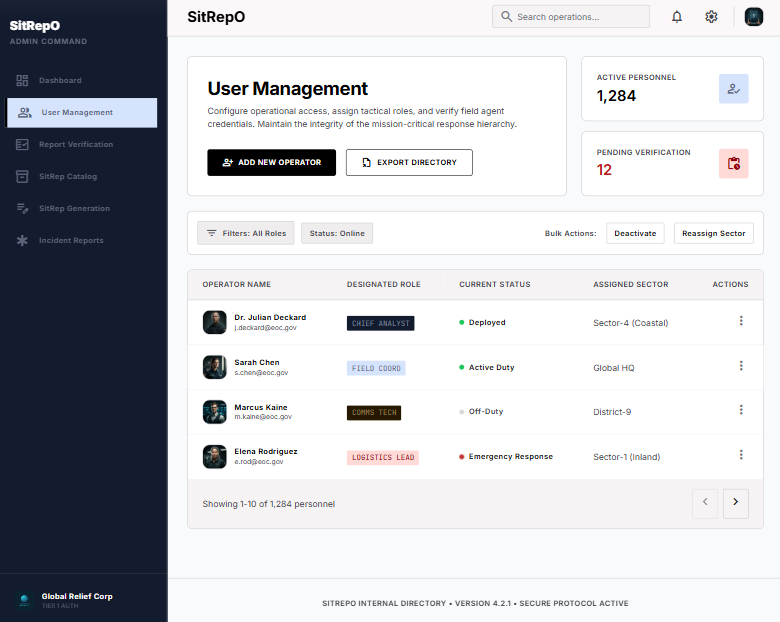 SitRepO
ADMIN COMMAND
Dashboard
User Management
Report Verification
SitRep Catalog
SitRep Generation
Incident Reports
Global Relief Corp
TIER 1 AUTH
SitRepO
Search operations...
User Management
Configure operational access, assign tactical roles, and verify field agent
credentials. Maintain the integrity of the mission-critical response hierarchy.
ADD NEW OPERATOR
EXPORT DIRECTORY
ACTIVE PERSONNEL
1,284
PENDING VERIFICATION
12
Filters: All Roles
Status: Online
Bulk Actions:
Deactivate
Reassign Sector
OPERATOR NAME DESIGNATED ROLE CURRENT STATUS ASSIGNED SECTOR ACTIONS
Dr. Julian Deckard
j.deckard@eoc.gov
CHIEF ANALYST
Deployed
Sector-4 (Coastal)
Sarah Chen
s.chen@eoc.gov
FIELD COORD
Active Duty
Global HQ
Marcus Kaine
m.kaine@eoc.gov
COMMS TECH
Off-Duty
District-9
Elena Rodriguez
e.rod@eoc.gov
LOGISTICS LEAD
Emergency Response
Sector-1 (Inland)
Showing 1-10 of 1,284 personnel
SITREPO INTERNAL DIRECTORY • VERSION 4.2.1 • SECURE PROTOCOL ACTIVE